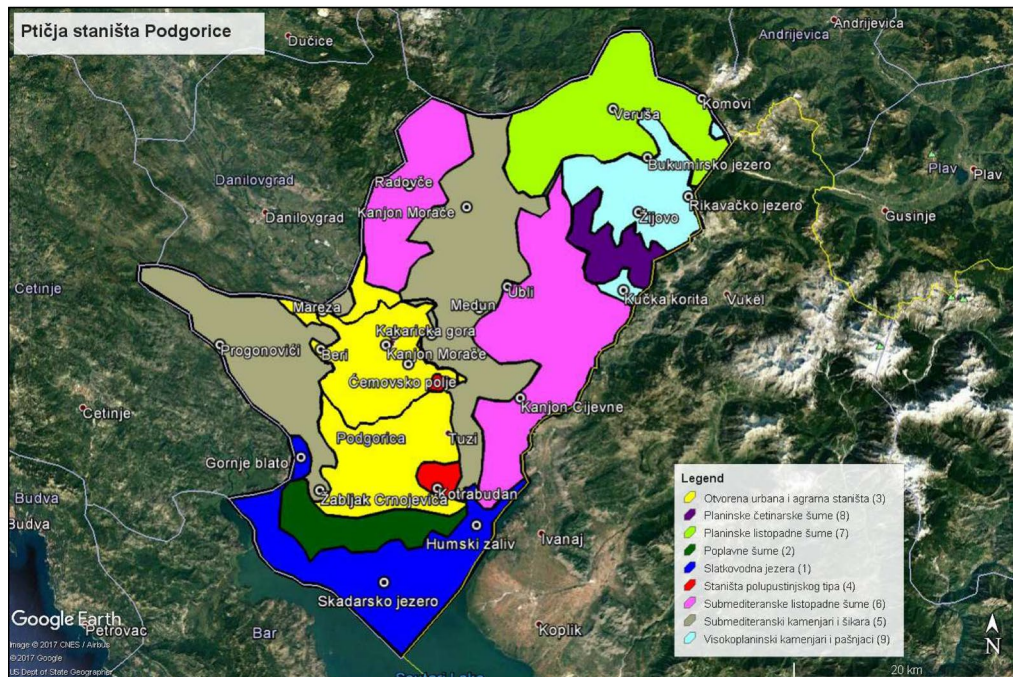 Ptičja staništa Podgorice
Dučice
Andrijevica
Andrijevica
Komovi
Veruša
Bukumirsko jezero
Danilovgrad
Radovče
Plav
Plav
Rikavačko jezero
Danilovgrad
Kanjon Morače
Žijovo
Gusinje
Cetinje
Ubli
Kučka korita
Vukël
Mareza
Medun
Kakaricka gora
Progonovići
Beri
Kanjon Morače
Ćemovsko polje
Cetinje
Kanjon Cijevne
Podgorica
Tuzi
Gornje blato
Budva
Žabljak Crnojevića
Kotrabudan
Budva
Humski zaliv
Ivanaj
Skadarsko jezero
Petrovac
Bar
Koplik
Legend
Otvorena urbana i agrarna staništa (3)
Planinske četinarske šume (8)
Planinske listopadne šume (7)
Poplavne šume (2)
Slatkovodna jezera (1)
Staništa polupustinjskog tipa (4)
Submediteranske listopadne šume (6)
Submediteranski kamenjari i šikara (5)
Visokoplaninski kamenjari i pašnjaci (9)
Google Earth
Image © 2017 CNES / Airbus
© 2017 Google
US Dept of State Geographer
N
20 km